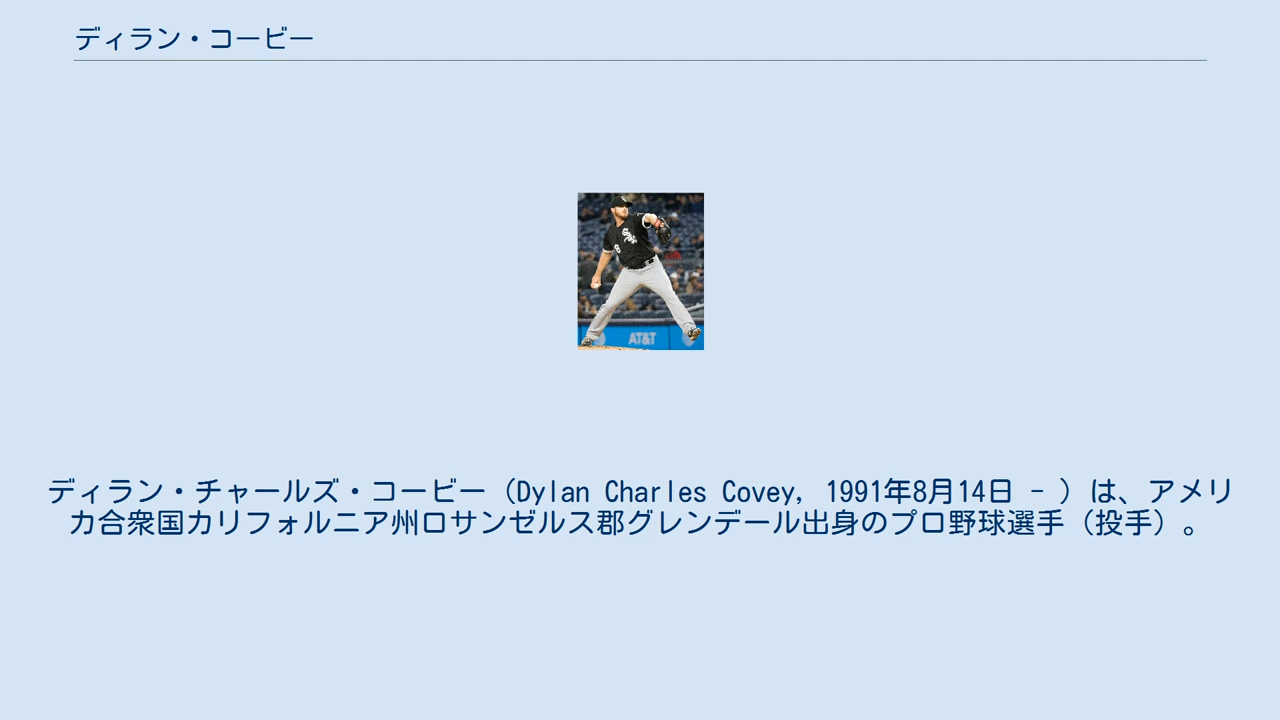 ディラン・コービー
AT&T
ディラン・チャールズ・コービー（Dylan Charles Covey, 1991年8月14日 - ）は、アメリ
カ合衆国カリフォルニア州ロサンゼルス郡グレンデール出身のプロ野球選手（投手）。